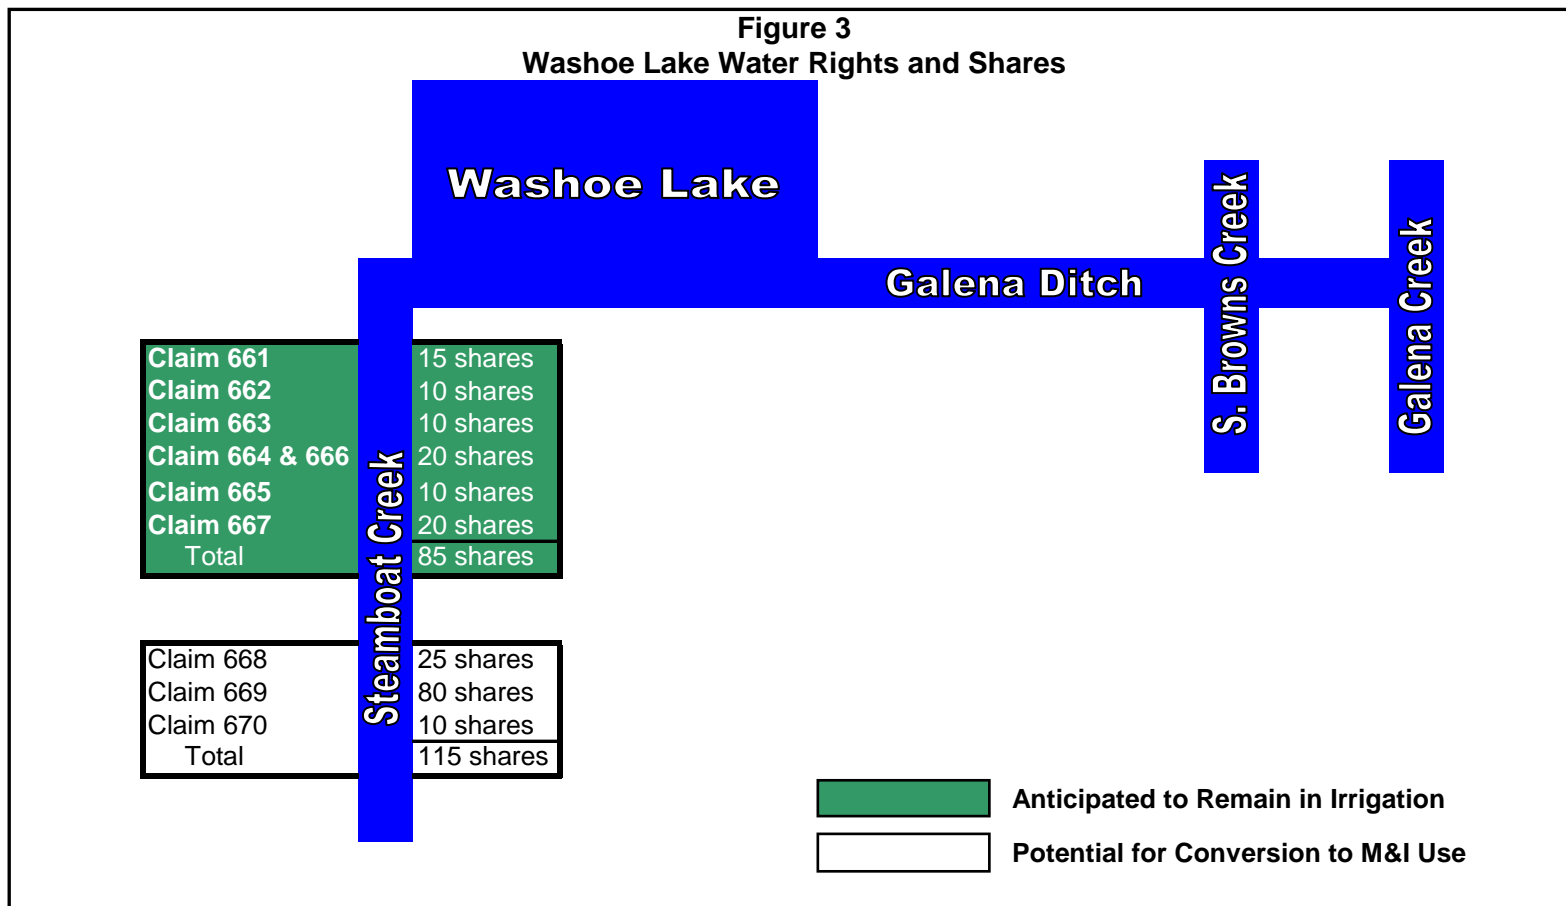 Figure 3
Washoe Lake Water Rights and Shares
Washoe Lake
Galena Ditch
S. Browns Creek
Galena Creek
Steamboat Creek
Claim 661 15 shares
Claim 662 10 shares
Claim 663 10 shares
Claim 664 & 666 20 shares
Claim 665 10 shares
Claim 667 20 shares
Total 85 shares
Claim 668 25 shares
Claim 669 80 shares
Claim 670 10 shares
Total 115 shares
Anticipated to Remain in Irrigation
Potential for Conversion to M&I Use